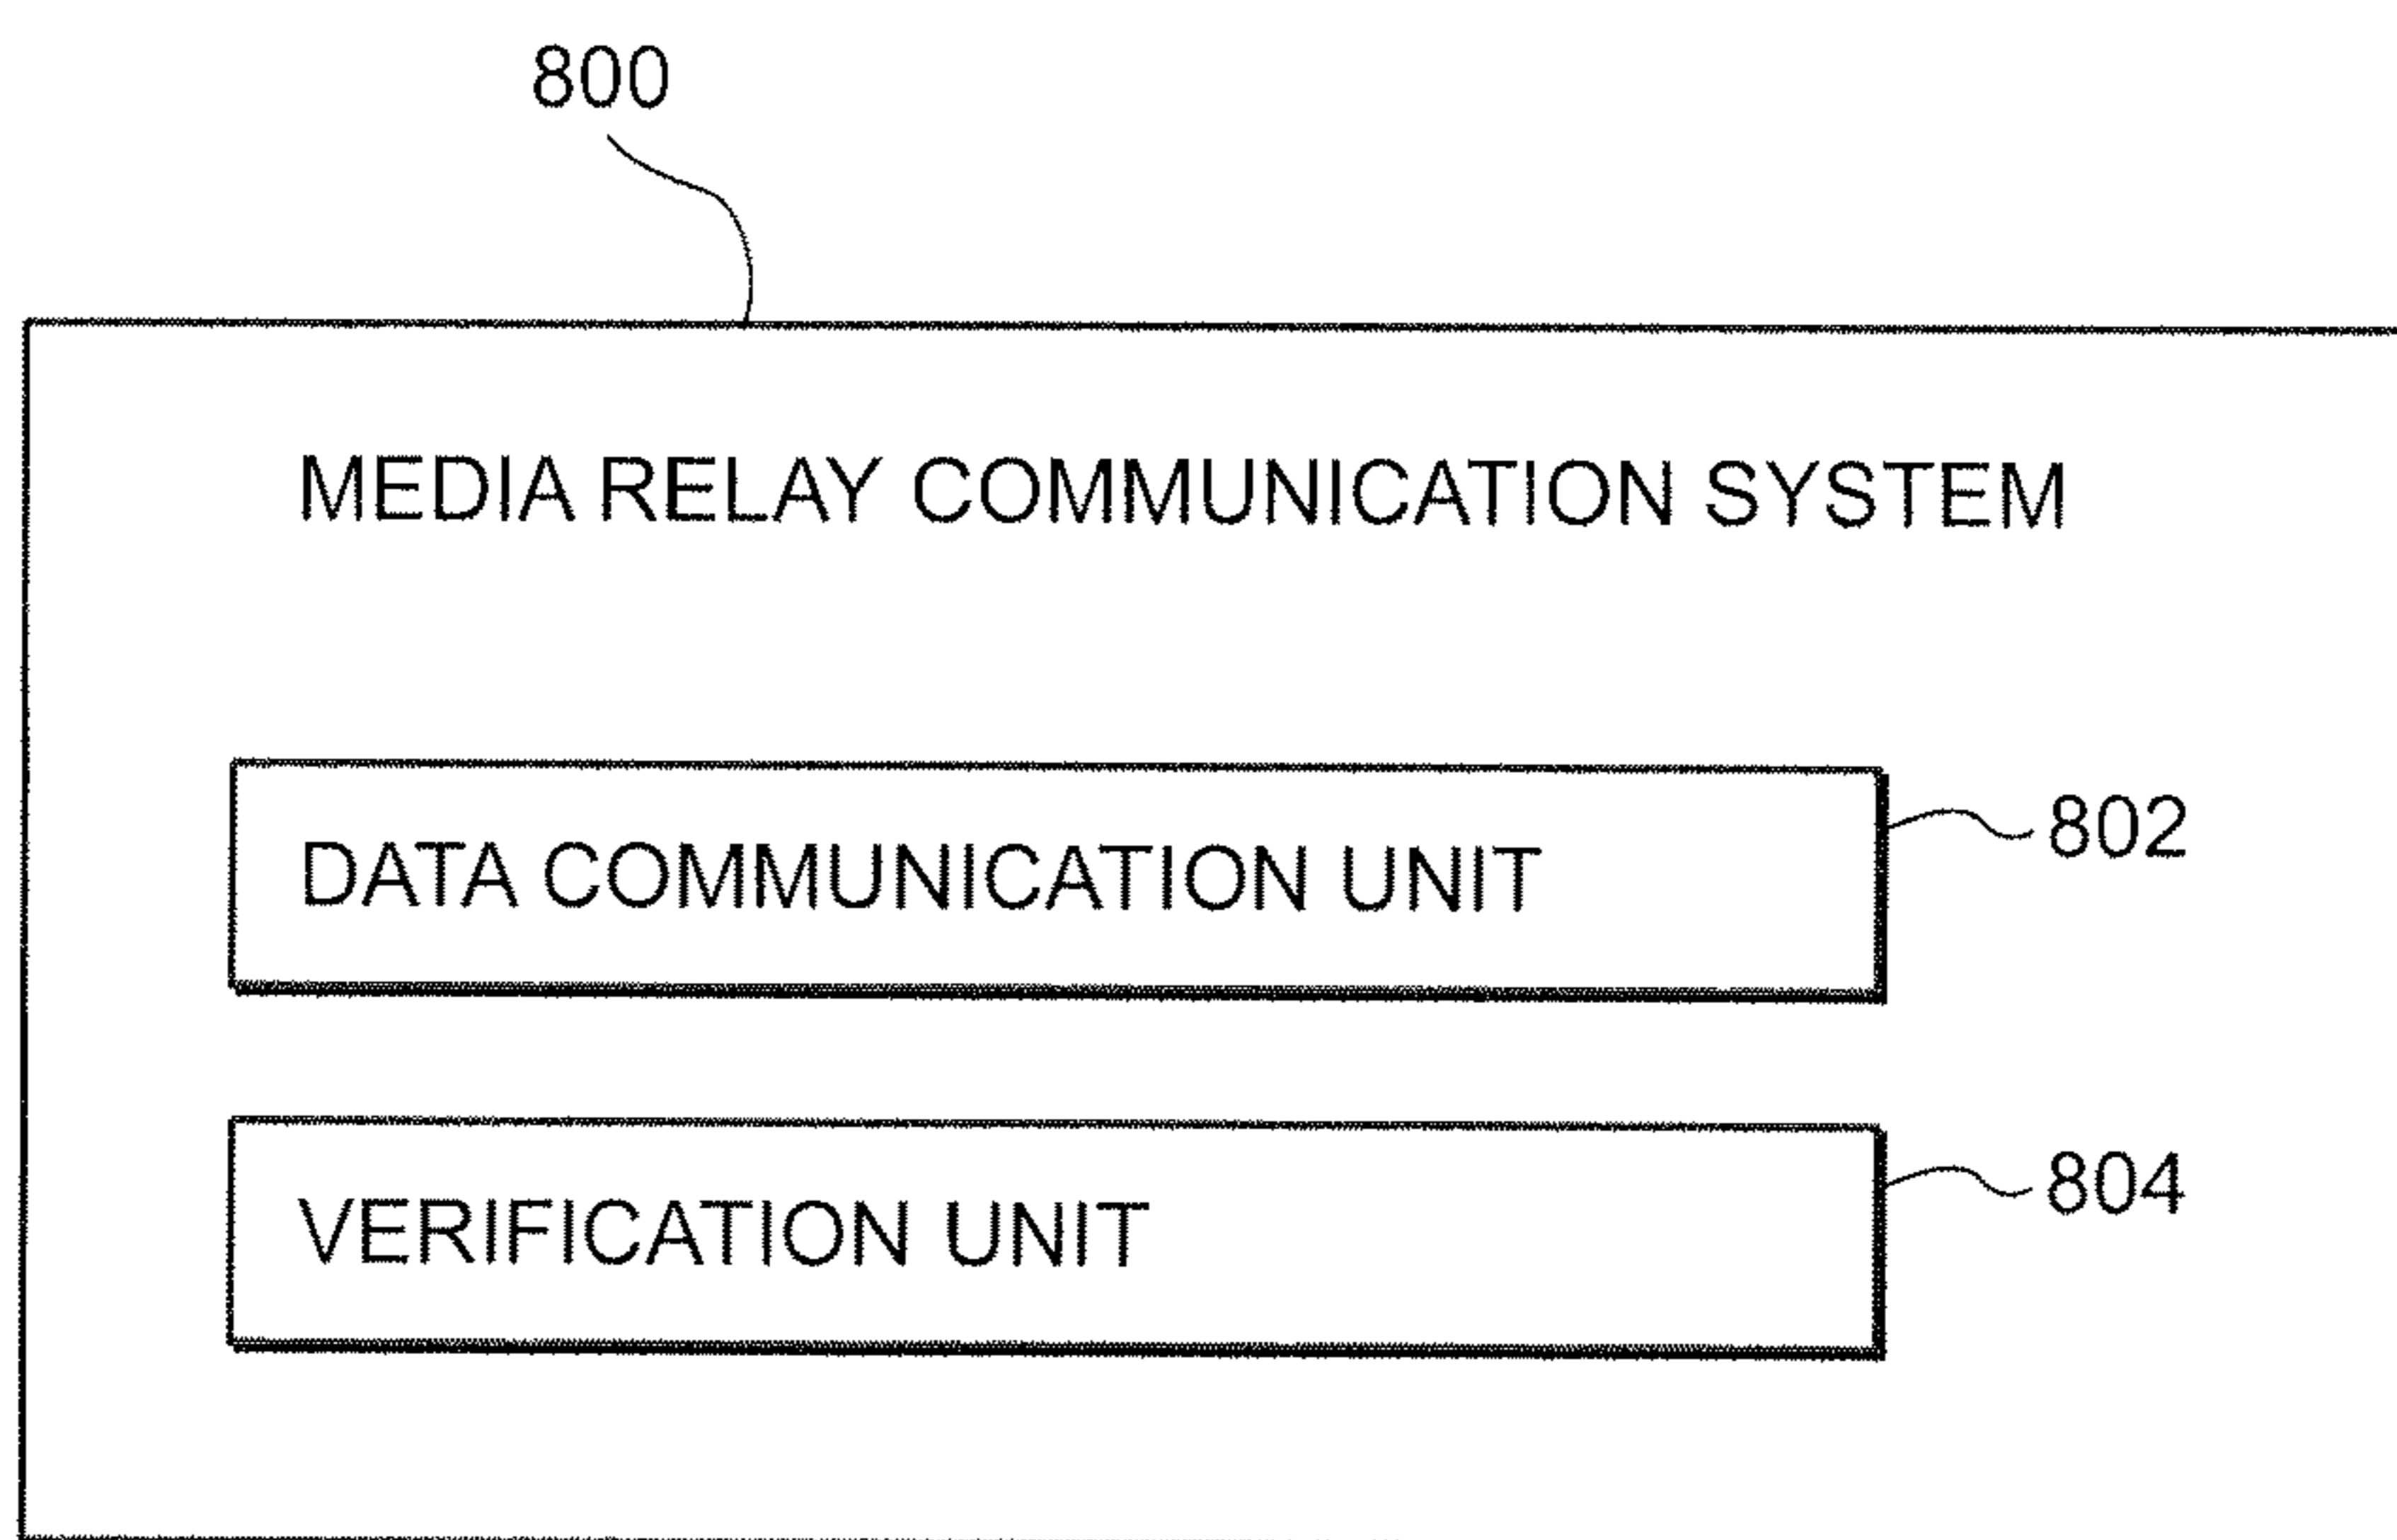 800
MEDIA RELAY COMMUNICATION SYSTEM
DATA COMMUNICATION UNIT
802
VERIFICATION UNIT
804